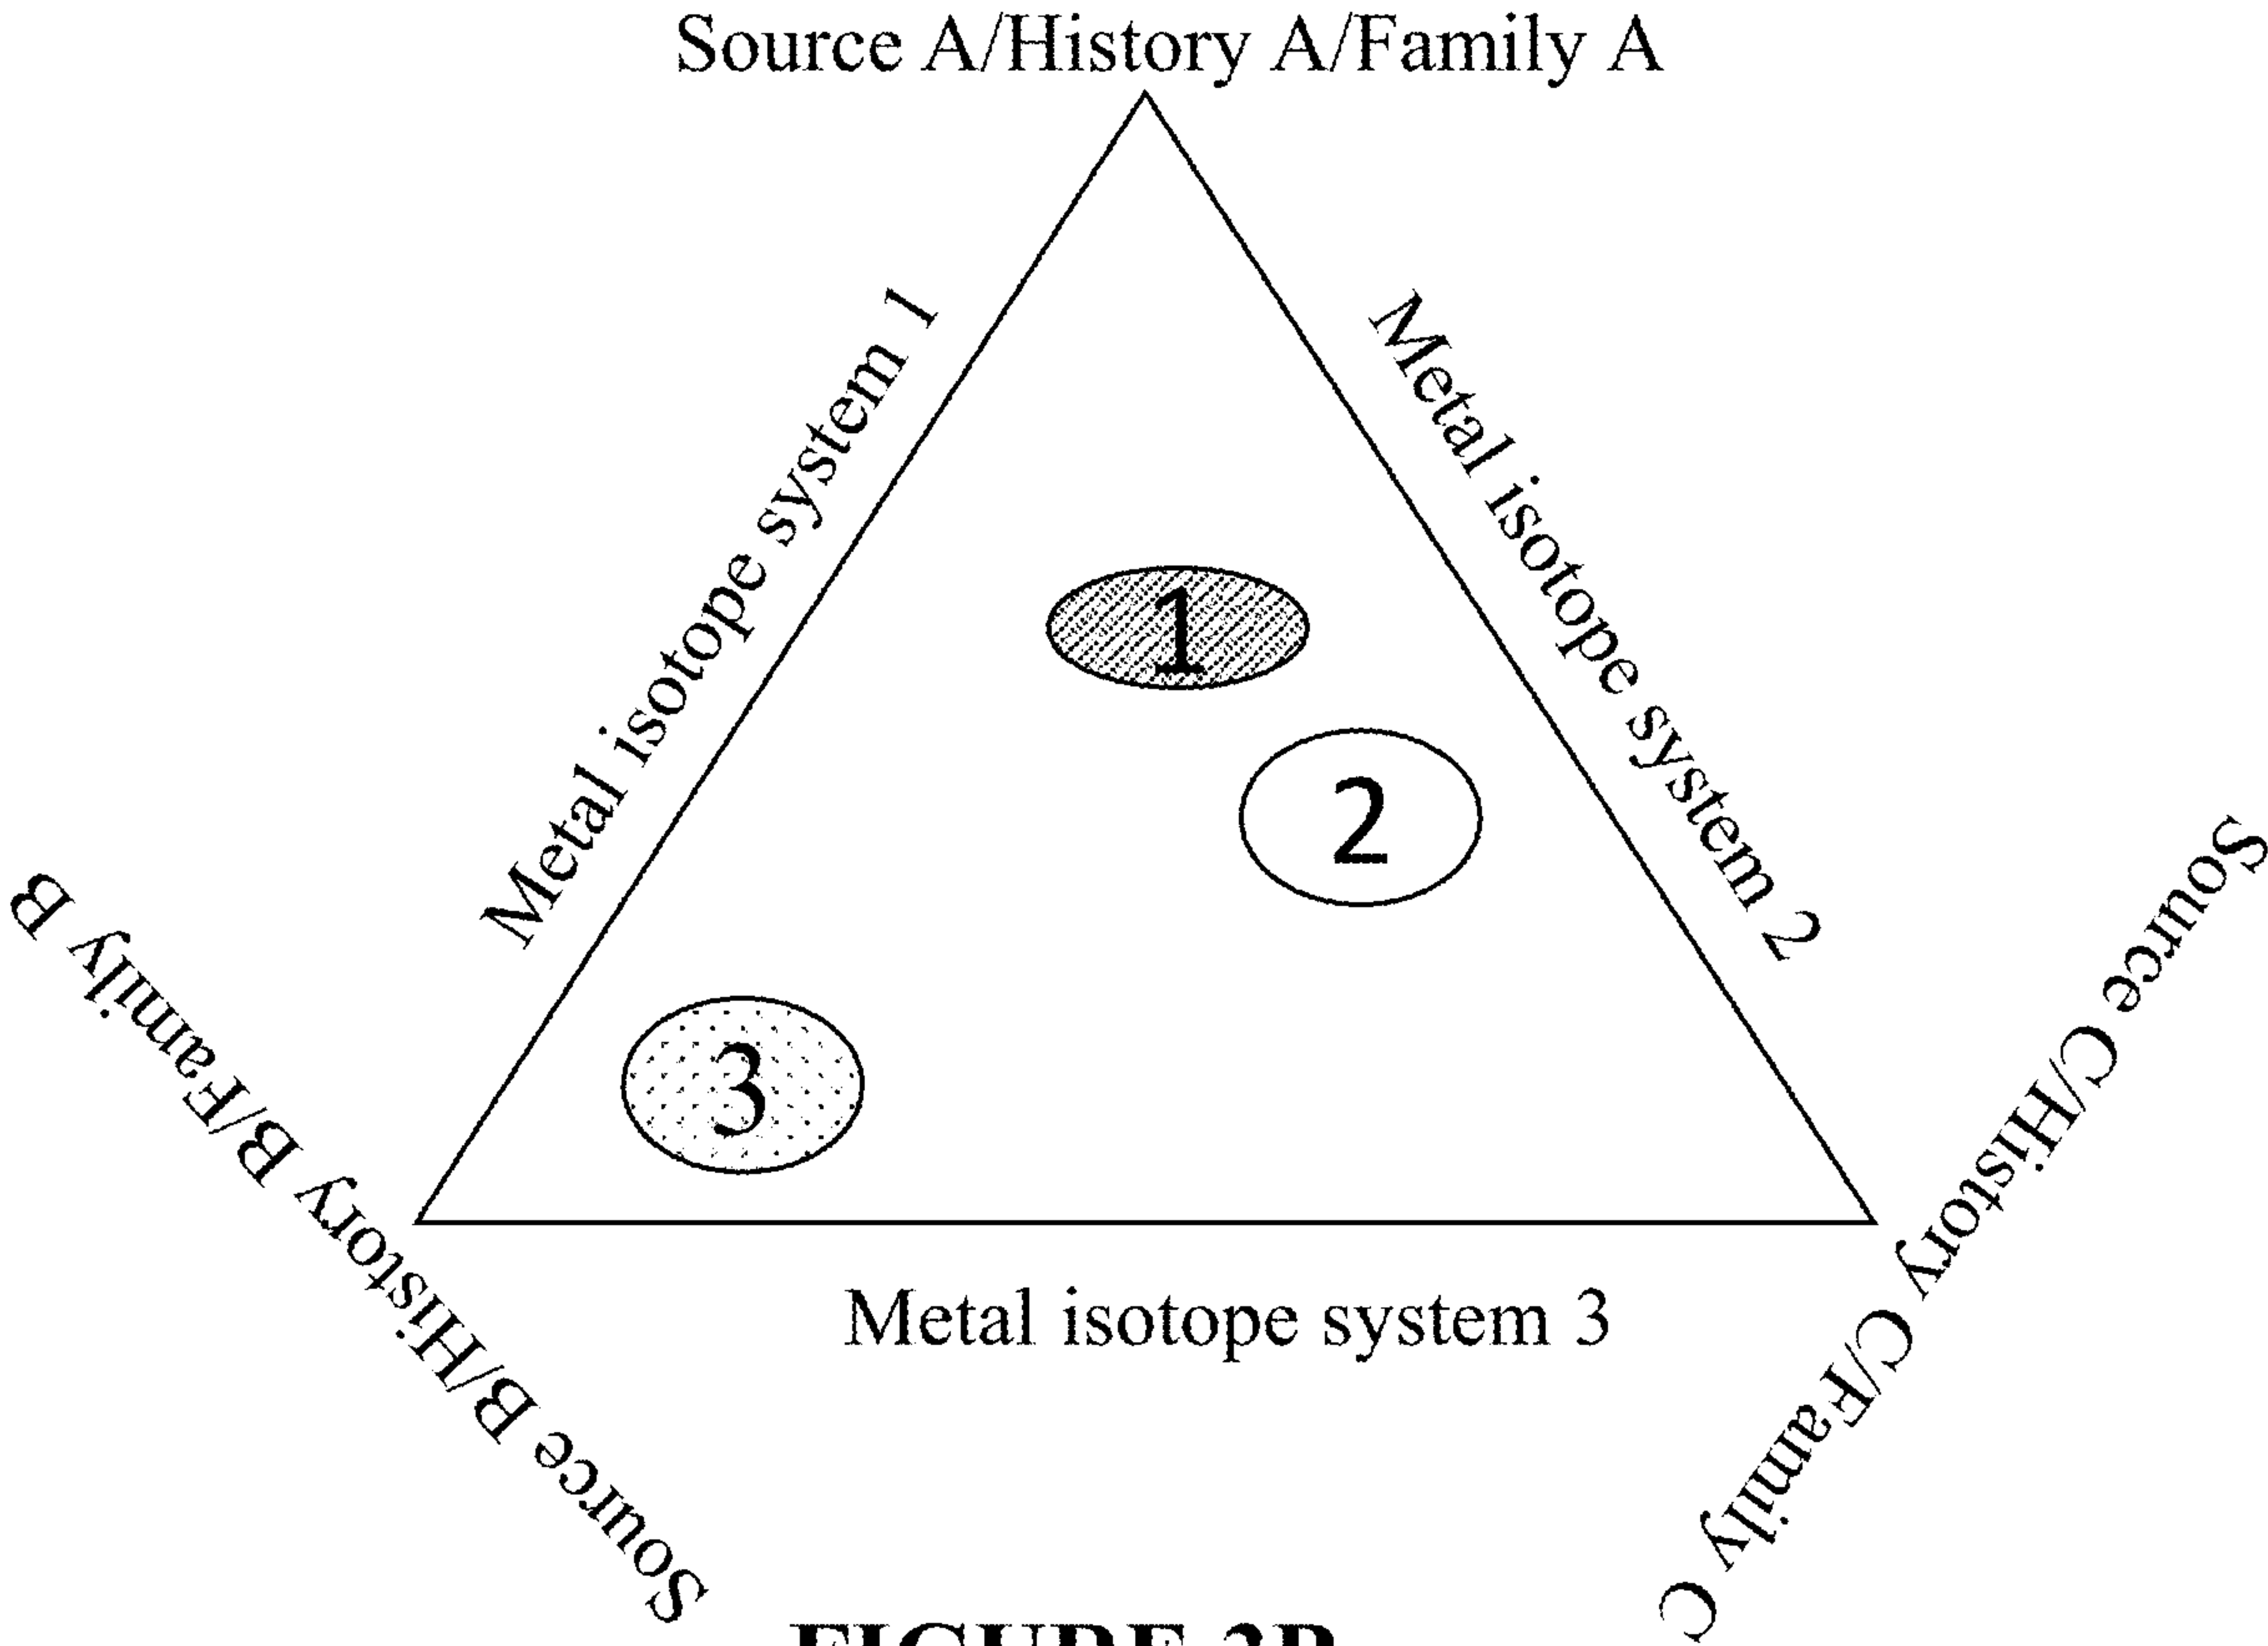 Source A/History A/Family A
Metal isotope system 1
Metal isotope system 2
1
2
3
Source B/History B/Family B
Source C/History C/Family C
Metal isotope system 3